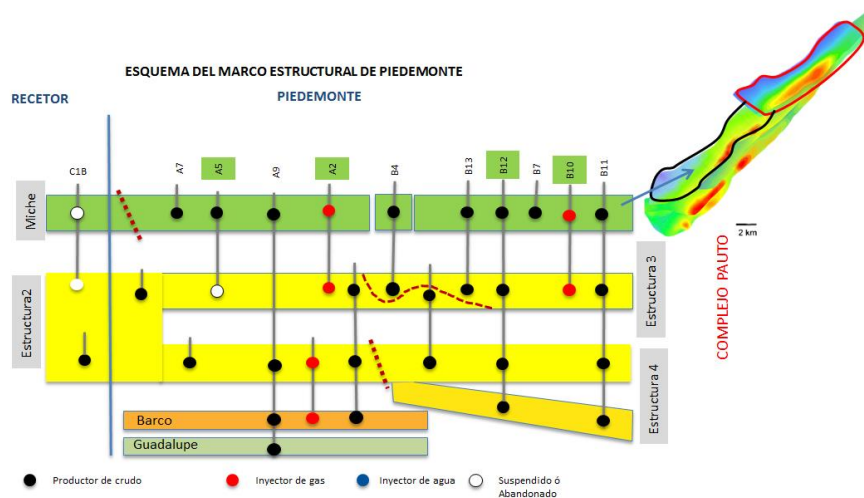 ESQUEMA DEL MARCO ESTRUCTURAL DE PIEDEMONTE
RECETOR
PIEDEMONTE
C1B
A7
A5
A9
A2
B4
B13
B12
B7
B10
B11
Miche
2 km
Estructura2
Estructura 3
COMPLEJO PAUTO
Estructura 4
Barco
Guadalupe
Productor de crudo
Inyector de gas
Inyector de agua
Suspendido ó
Abandonado